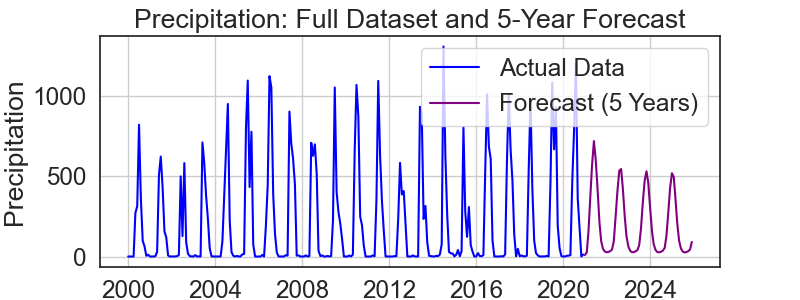 Precipitation: Full Dataset and 5-Year Forecast
Actual Data
Forecast (5 Years)
Precipitation
1000
500
0
2000 2004 2008 2012 2016 2020 2024